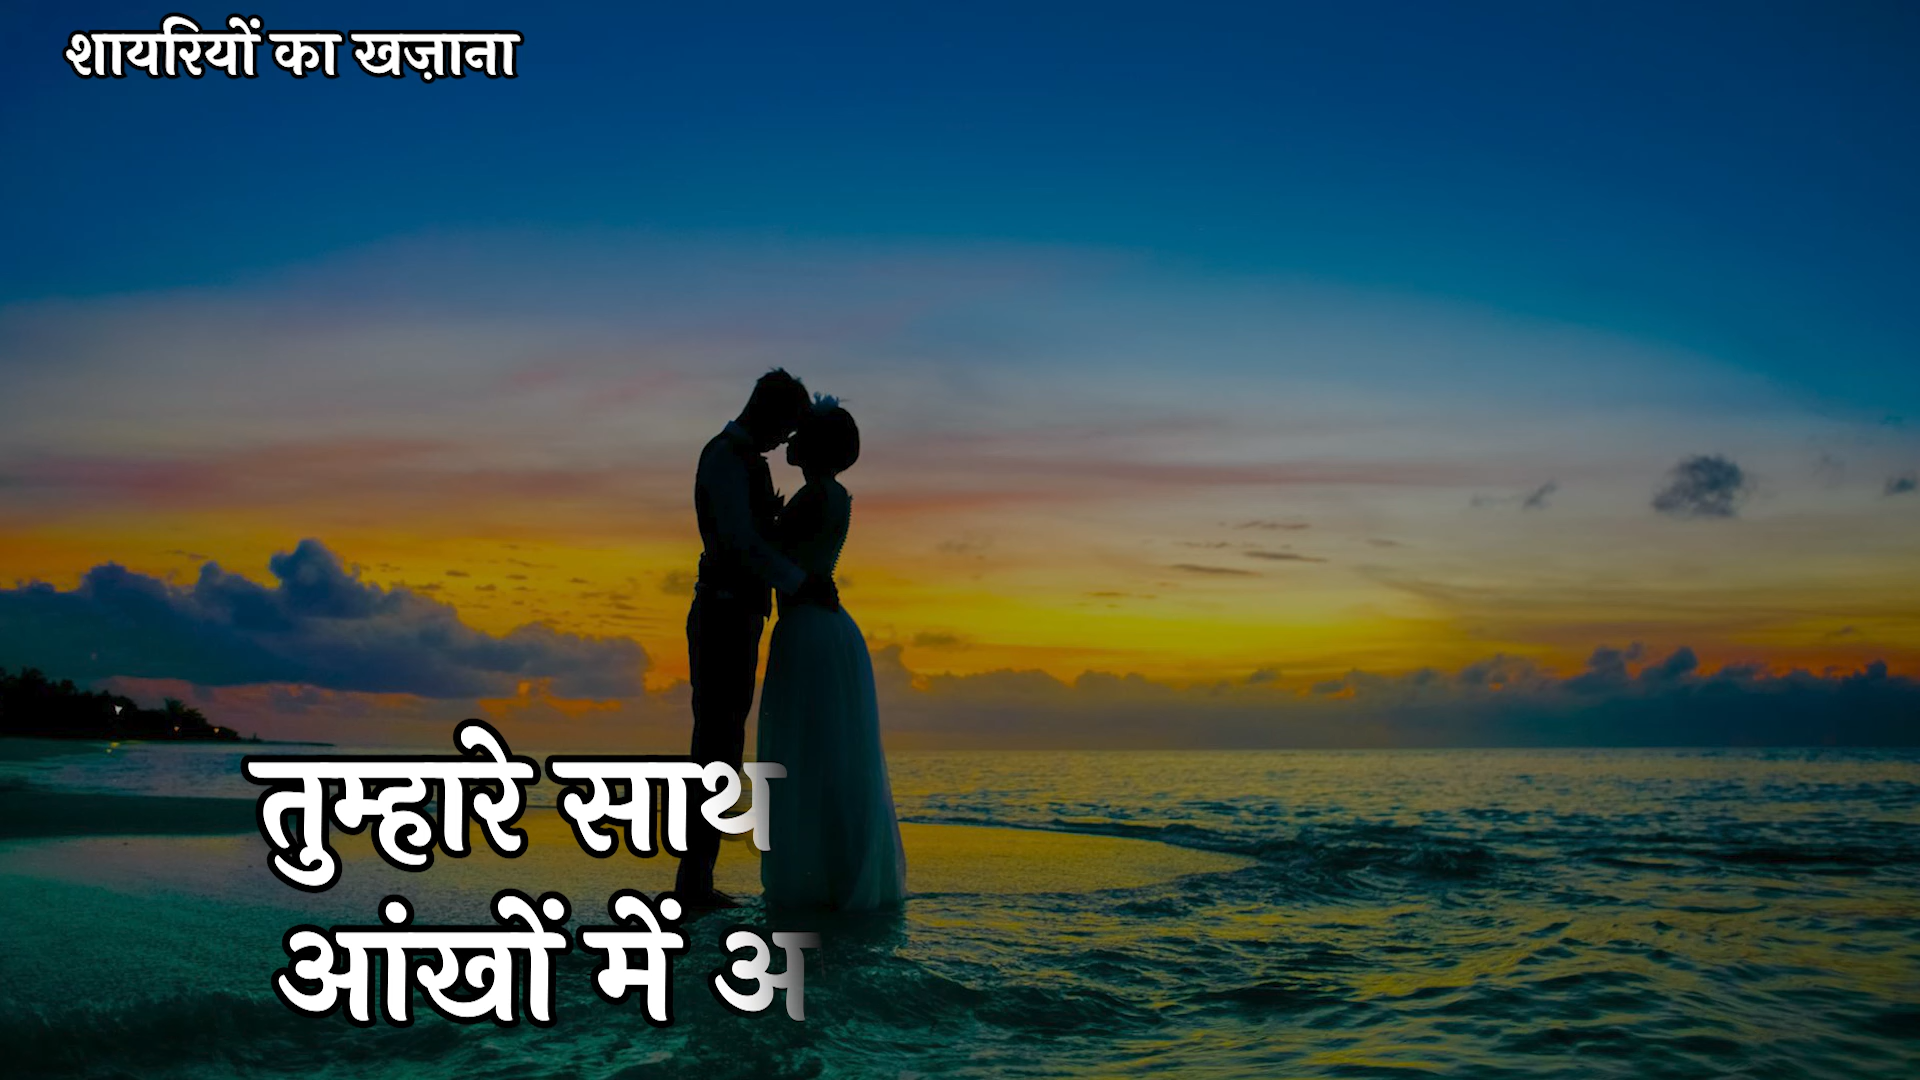 शायरियों का खज़ाना
तुम्हारे साथ
आंखों में अ